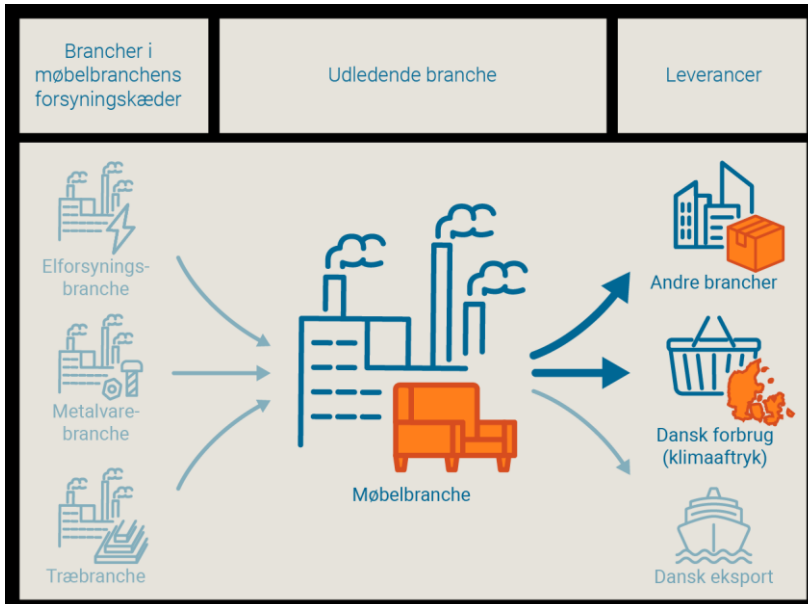 Brancher i
møbelbranchens
forsyningskæder
Udledende branche
Leverancer
Elforsynings-
branche
Metalvare-
branche
Træbranche
Møbelbranche
Andre brancher
Dansk forbrug
(klimaaftryk)
Dansk eksport